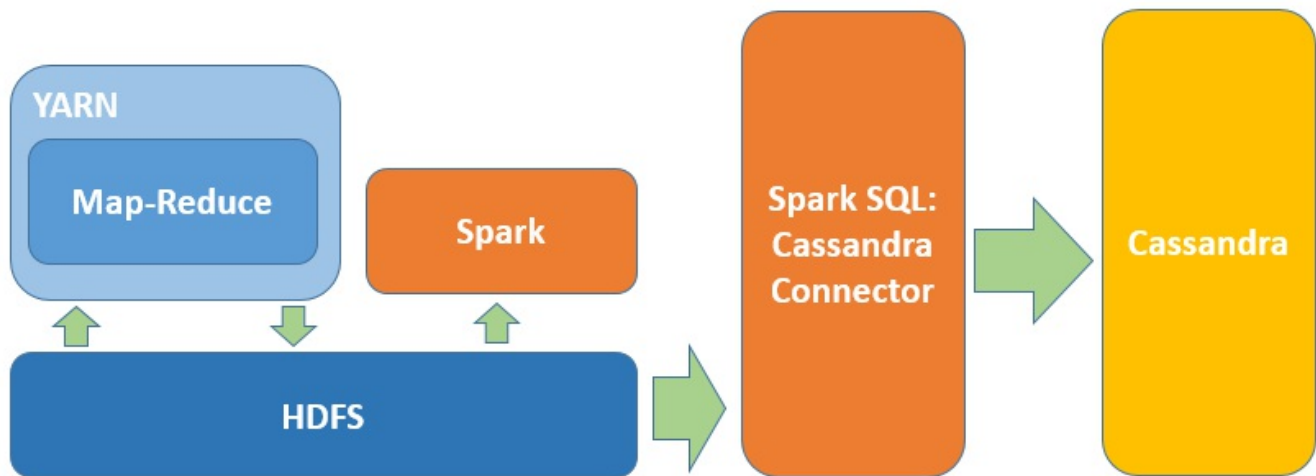 YARN
Map-Reduce
Spark
HDFS
Spark SQL:
Cassandra
Connector
Cassandra